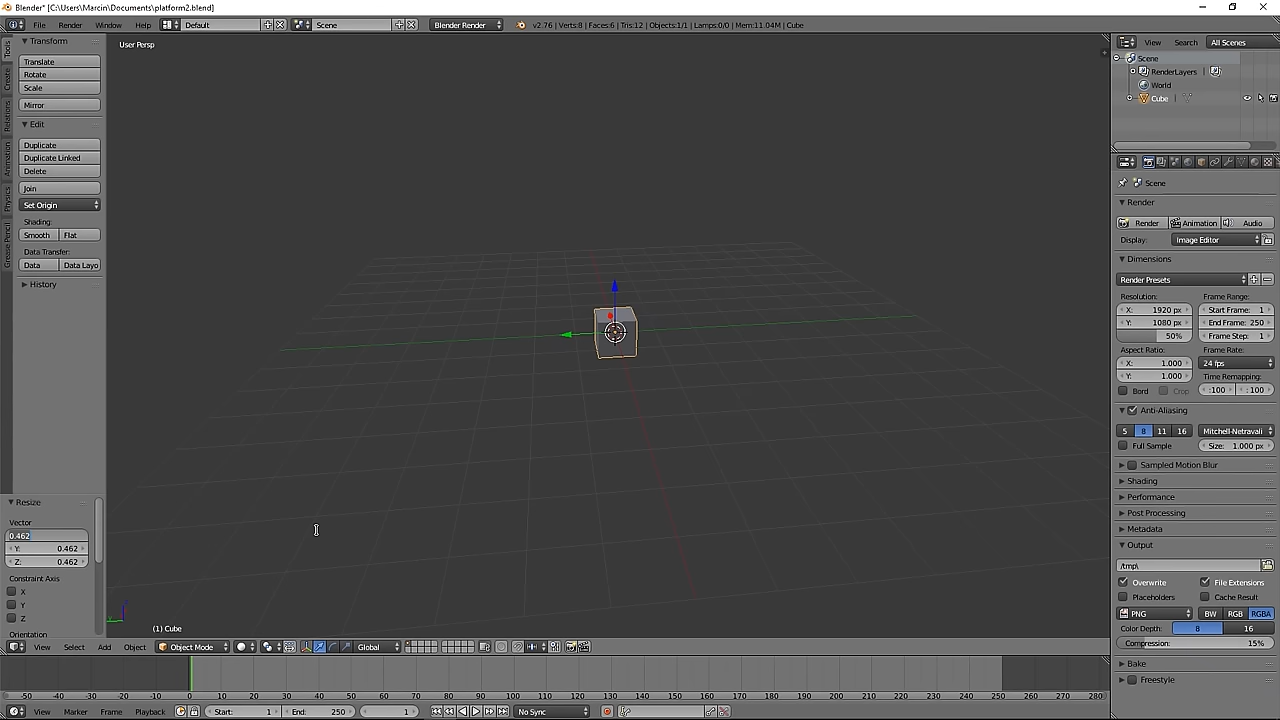 Blender* [C:\Users\Marcin\Documents\platform2.blend]
File Render Window Help Default Scene Blender Render v2.76 | Verts:8 | Faces:6 | Tris:12 | Objects:1/1 | Lamps:0/0 | Mem:11.04M | Cube
Tools
Create
Relations
Animation
Physics
Grease Pencil
Transform
Translate
Rotate
Scale
Mirror
Edit
Duplicate
Duplicate Linked
Delete
Join
Set Origin
Shading:
Smooth Flat
Data Transfer:
Data Data Layo
History
Resize
Vector
0.462
Y: 0.462
Z: 0.462
Constraint Axis
X
Y
Z
Orientation
User Persp
(1) Cube
View Select Add Object Object Mode Global
-50 -40 -30 -20 -10 0 10 20 30 40 50 60 70 80 90 100 110 120 130 140 150 160 170 180 190 200 210 220 230 240 250 260 270 280
View Marker Frame Playback Start: 1 End: 250 1 No Sync
View Search All Scenes
Scene
RenderLayers |
World
Cube |
Scene
Render
Render Animation Audio
Display: Image Editor
Dimensions
Render Presets
Resolution: Frame Range:
X: 1920 px Start Frame: 1
Y: 1080 px End Frame: 250
50% Frame Step: 1
Aspect Ratio: Frame Rate:
X: 1.000 24 fps
Y: 1.000 Time Remapping:
Bord Crop :100 : 100
Anti-Aliasing
5 8 11 16 Mitchell-Netravali
Full Sample Size: 1.000 px
Sampled Motion Blur
Shading
Performance
Post Processing
Metadata
Output
/tmp\
Overwrite File Extensions
Placeholders Cache Result
PNG BW RGB RGBA
Color Depth: 8 16
Compression: 15%
Bake
Freestyle